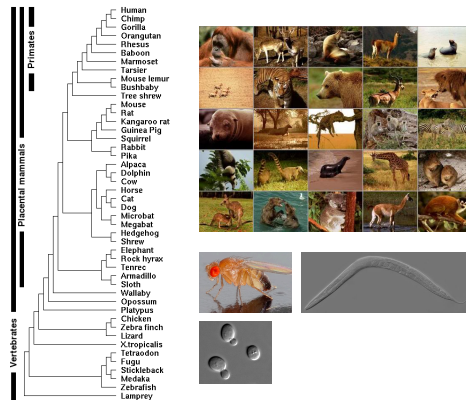 Human
Chimp
Gorilla
Orangutan
Rhesus
Baboon
Marmoset
Tarsier
Mouse lemur
Bushbaby
Tree shrew
Mouse
Rat
Kangaroo rat
Guinea Pig
Squirrel
Rabbit
Pika
Alpaca
Dolphin
Cow
Horse
Cat
Dog
Microbat
Megabat
Hedgehog
Shrew
Elephant
Rock hyrax
Tenrec
Armadillo
Sloth
Wallaby
Opossum
Platypus
Chicken
Zebra finch
Lizard
X.tropicalis
Tetraodon
Fugu
Stickleback
Medaka
Zebrafish
Lamprey
Primates
Placental mammals
Vertebrates